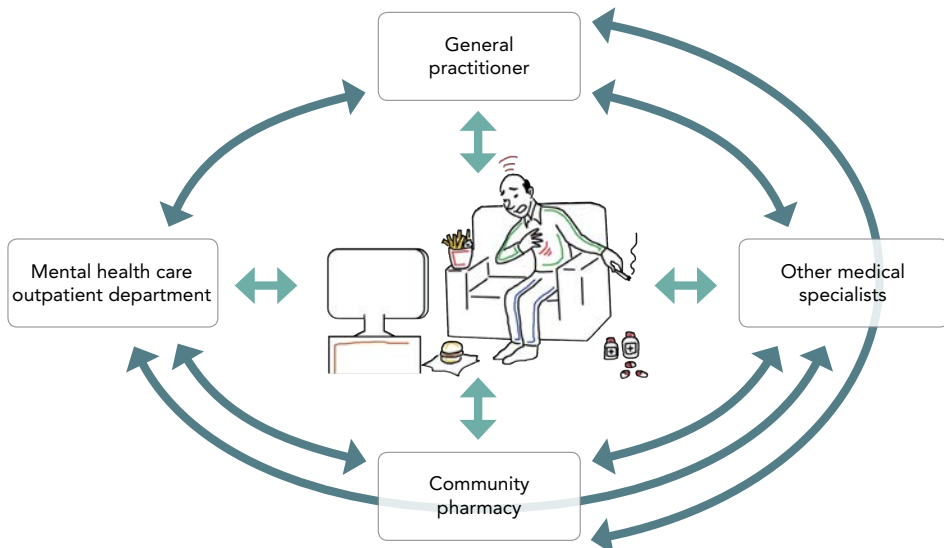 General
practitioner
Mental health care
outpatient department
Other medical
specialists
Community
pharmacy